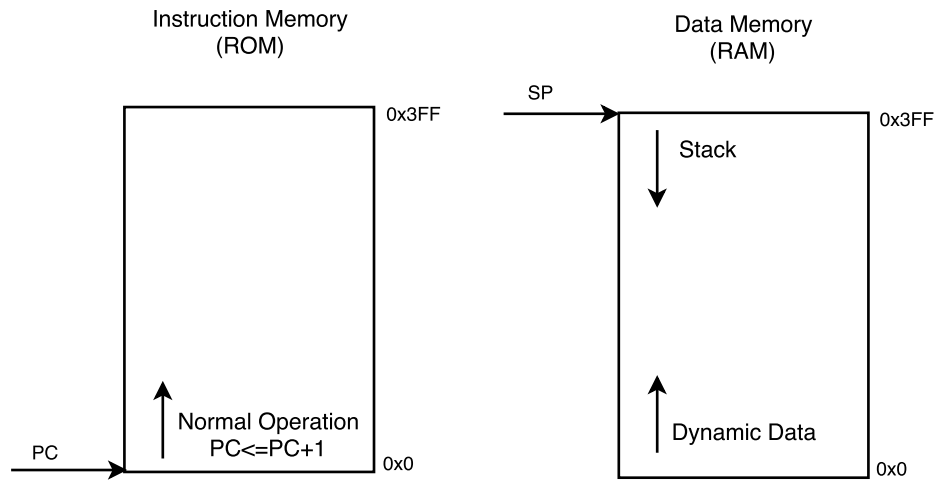 Instruction Memory
(ROM)
0x3FF
Normal Operation
PC<=PC+1
PC
0x0
Data Memory
(RAM)
SP
0x3FF
Stack
Dynamic Data
0x0